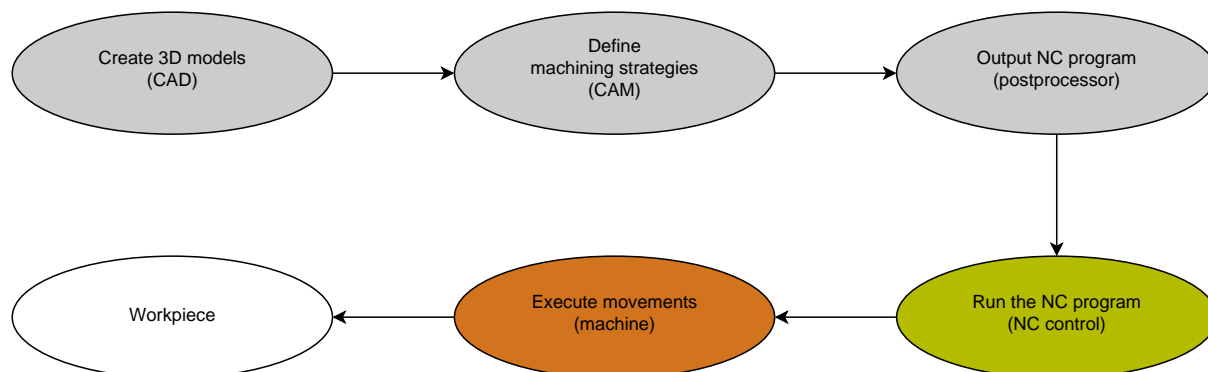 Create 3D models
(CAD)
Define
machining strategies
(CAM)
Output NC program
(postprocessor)
Workpiece
Execute movements
(machine)
Run the NC program
(NC control)